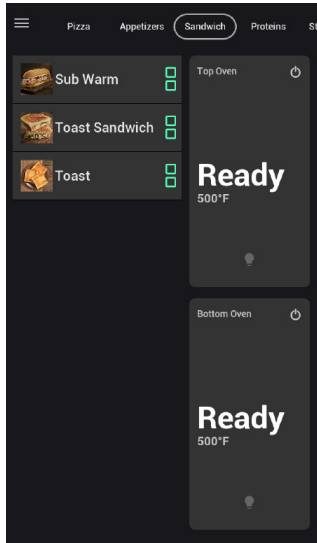 Pizza Appetizers Sandwich Proteins
Sub Warm
Toast Sandwich
Toast
Top Oven
Ready
500°F
Bottom Oven
Ready
500°F